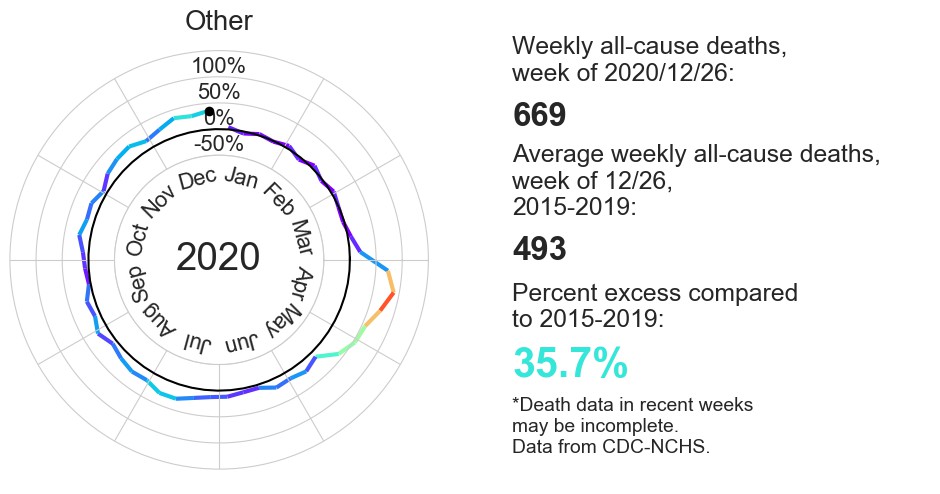 Other
100%
50%
0%
-50%
Jan
Feb
Mar
Apr
May
Jun
Jul
Aug
Sep
Oct
Nov
Dec
2020
Weekly all-cause deaths,
week of 2020/12/26:
669
Average weekly all-cause deaths,
week of 12/26,
2015-2019:
493
Percent excess compared
to 2015-2019:
35.7%
*Death data in recent weeks
may be incomplete.
Data from CDC-NCHS.